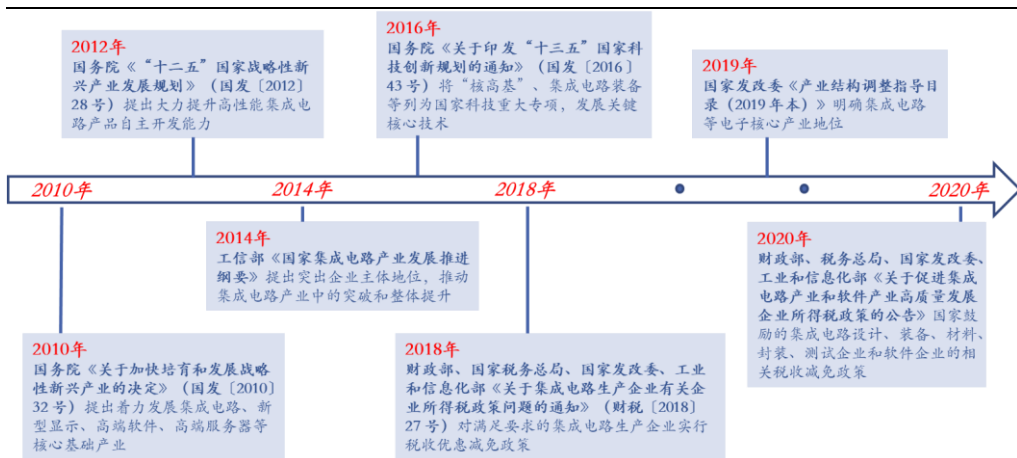 2012年
国务院《“十二五”国家战略性新
兴产业发展规划》（国发〔2012〕
28号）提出大力提升高性能集成电
路产品自主开发能力
2016年
国务院《关于印发“十三五”国家科
技创新规划的通知》（国发〔2016〕
43号）将“核高基”、集成电路装备
等列为国家科技重大专项，发展关键
核心技术
2019年
国家发改委《产业结构调整指导目
录（2019年本）》明确集成电路
等电子核心产业地位
2010年
2014年
2018年
2020年
2014年
工信部《国家集成电路产业发展推进
纲要》提出突出企业主体地位，推动
集成电路产业中的突破和整体提升
2020年
财政部、税务总局、国家发改委、
工业和信息化部《关于促进集成
电路产业和软件产业高质量发展
企业所得税政策的公告》国家鼓
励的集成电路设计、装备、材料、
封装、测试企业和软件企业的相
关税收减免政策
2010年
国务院《关于加快培育和发展战略
性新兴产业的决定》（国发〔2010〕
32号）提出着力发展集成电路、新
型显示、高端软件、高端服务器等
核心基础产业
2018年
财政部、国家税务总局、国家发改委、工业
和信息化部《关于集成电路生产企业有关企
业所得税政策问题的通知》（财税〔2018〕
27号）对满足要求的集成电路生产企业实行
税收优惠减免政策